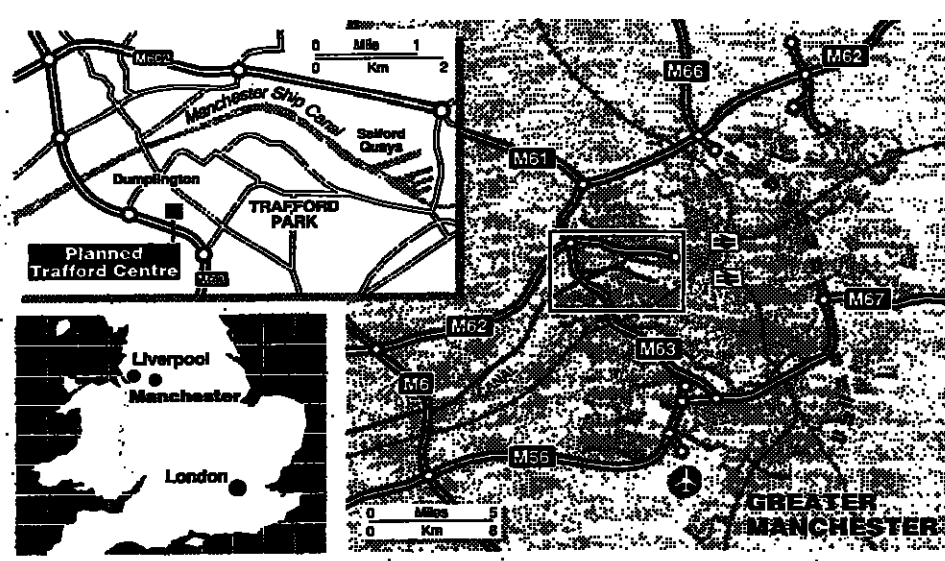 M602
0 Mile 1
0 Km 2
Manchester Ship Canal
Salford
Quays
Dumplington
TRAFFORD
PARK
Planned
Trafford Centre
M63
M66
M62
M61
M62
M63
M67
M6
CANAL
M56
GREATER
MANCHESTER
0 Miles 5
0 Km 8
Liverpool
Manchester
London